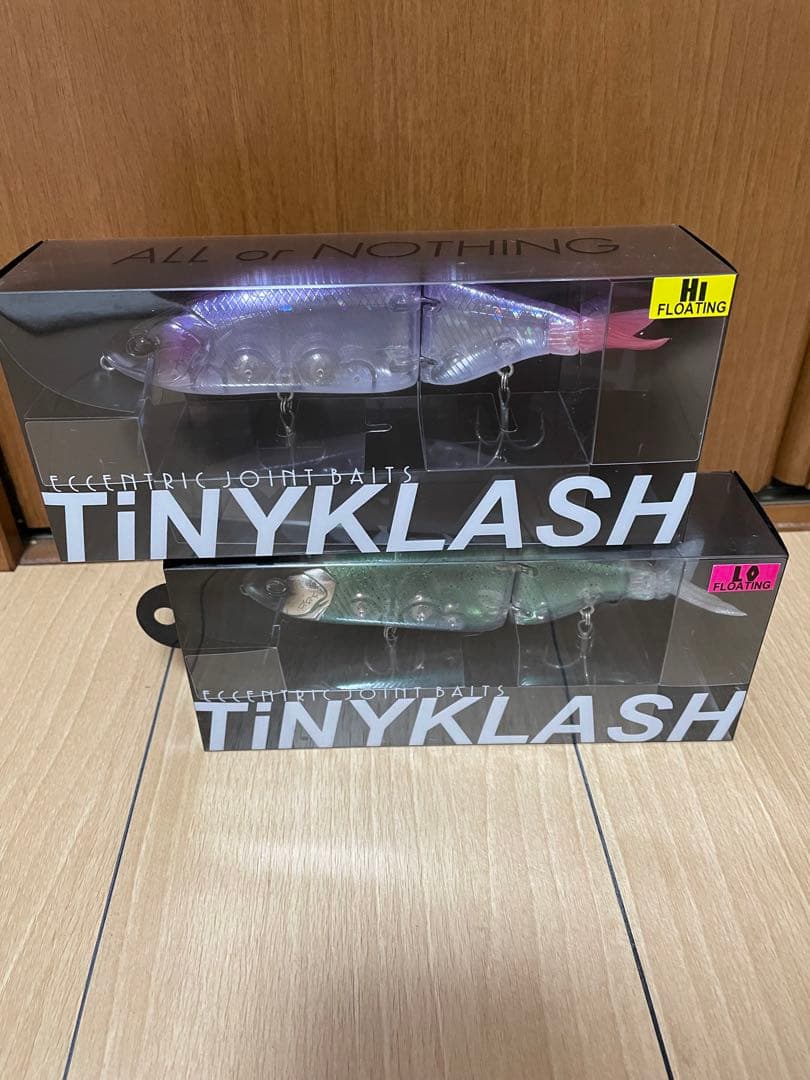 ALL or NOTHING
Hi
FLOATING
ECCENTRIC JOINT BAITS
TiNYKLASH
LO
FLOATING
ECCENTRIC JOINT BAITS
TiNYKLASH